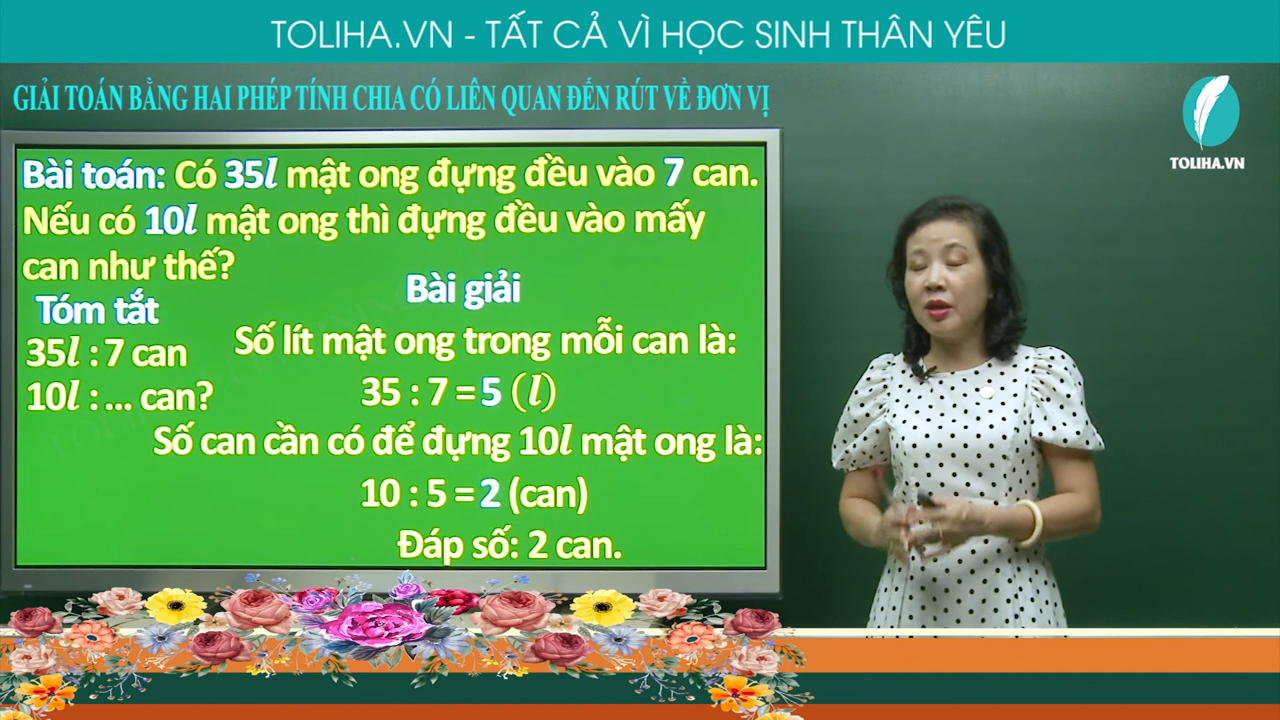 TOLIHA.VN - TẤT CẢ VÌ HỌC SINH THÂN YÊU
GIẢI TOÁN BẰNG HAI PHÉP TÍNH CHIA CÓ LIÊN QUAN ĐẾN RÚT VỀ ĐƠN VỊ
TOLIHA.VN
Bài toán: Có 35l mật ong đựng đều vào 7 can.
Nếu có 10l mật ong thì đựng đều vào mấy
can như thế?
Tóm tắt
35l : 7 can
10l : ... can?
Bài giải
Số lít mật ong trong mỗi can là:
35 : 7 = 5 (l)
Số can cần có để đựng 10l mật ong là:
10 : 5 = 2 (can)
Đáp số: 2 can.